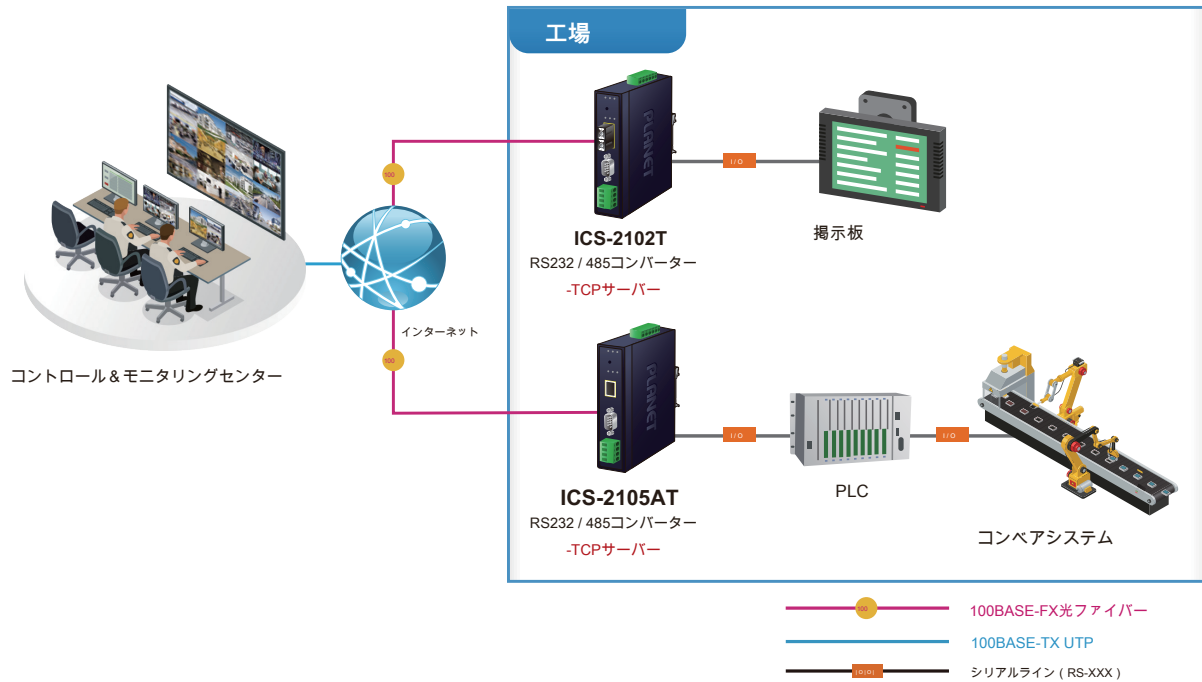 工場
PLANET
100
I/O
ICS-2102T
RS232 / 485コンバーター
-TCPサーバー
掲示板
インターネット
コントロール＆モニタリングセンター
100
PLANET
I/O
I/O
ICS-2105AT
RS232 / 485コンバーター
-TCPサーバー
PLC
コンベアシステム
100
100BASE-FX光ファイバー
100BASE-TX UTP
|O|O|
シリアルライン（RS-XXX）